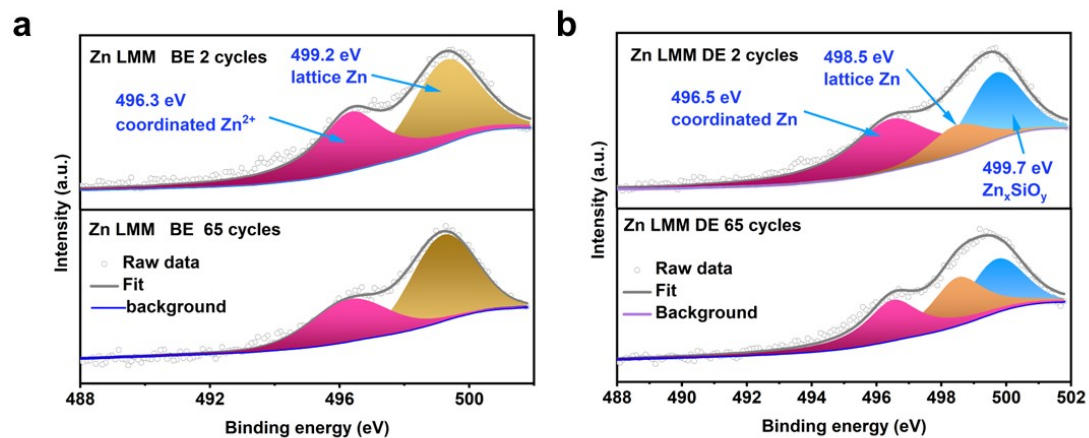 a
Zn LMM BE 2 cycles
499.2 eV
lattice Zn
496.3 eV
coordinated Zn²⁺
Zn LMM BE 65 cycles
Raw data
Fit
background
Intensity (a.u.)
488 492 496 500
Binding energy (eV)
b
Zn LMM DE 2 cycles
498.5 eV
lattice Zn
496.5 eV
coordinated Zn
499.7 eV
ZnₓSiOᵧ
Zn LMM DE 65 cycles
Raw data
Fit
Background
Intensity (a.u.)
488 490 492 494 496 498 500 502
Binding energy (eV)